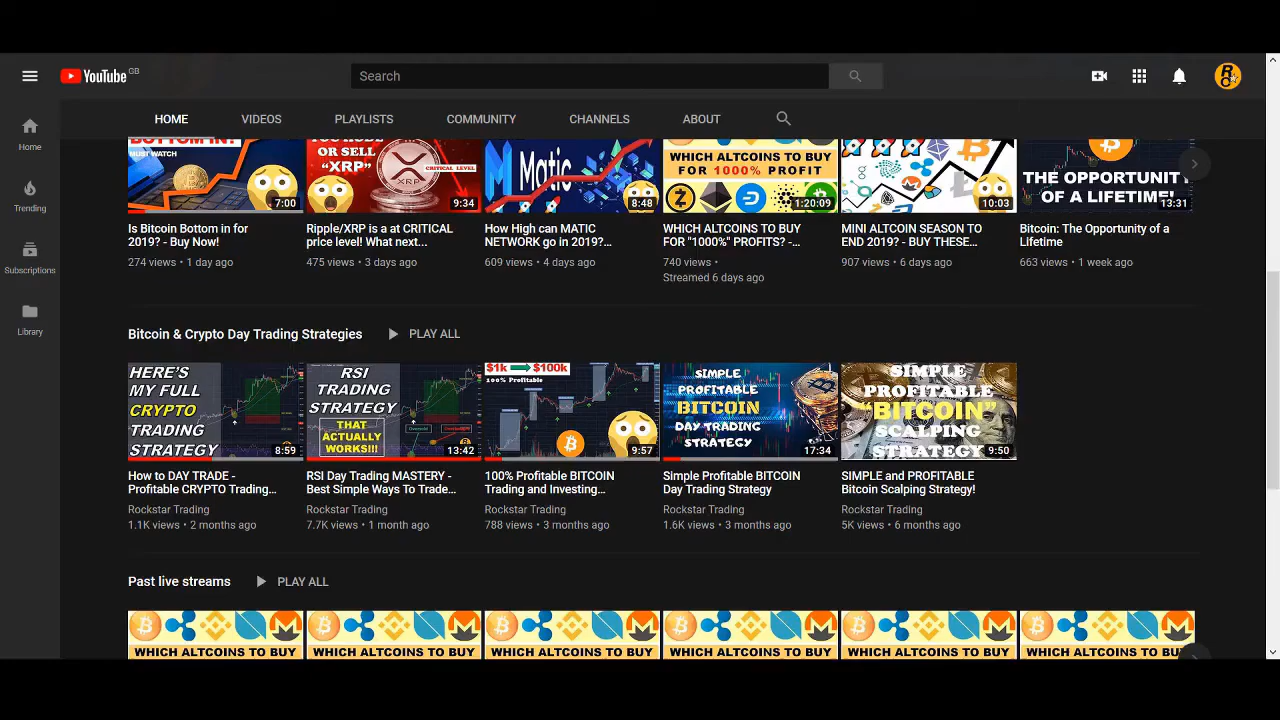 YouTube GB
Search
HOME VIDEOS PLAYLISTS COMMUNITY CHANNELS ABOUT
Home
Trending
Subscriptions
Library
BOTTOM IN?
MUST WATCH
7:00
OR SELL
"XRP"
XRP
CRITICAL LEVEL
9:34
Matic
8:48
WHICH ALTCOINS TO BUY
FOR 1000% PROFIT
1:20:09
10:03
THE OPPORTUNITY
OF A LIFETIME!
13:31
Is Bitcoin Bottom in for
2019? - Buy Now!
274 views • 1 day ago
Ripple/XRP is a at CRITICAL
price level! What next...
475 views • 3 days ago
How High can MATIC
NETWORK go in 2019?...
609 views • 4 days ago
WHICH ALTCOINS TO BUY
FOR "1000%" PROFITS? -...
740 views •
Streamed 6 days ago
MINI ALTCOIN SEASON TO
END 2019? - BUY THESE...
907 views • 6 days ago
Bitcoin: The Opportunity of a
Lifetime
663 views • 1 week ago
Bitcoin & Crypto Day Trading Strategies PLAY ALL
HERE'S
MY FULL
CRYPTO
TRADING
STRATEGY
8:59
RSI
TRADING
STRATEGY
THAT
ACTUALLY
WORKS!!!
13:42
$1k $100k
100% Profitable
9:57
SIMPLE
PROFITABLE
BITCOIN
DAY TRADING
STRATEGY
17:34
SIMPLE
PROFITABLE
"BITCOIN"
SCALPING
STRATEGY
9:50
How to DAY TRADE -
Profitable CRYPTO Trading...
Rockstar Trading
1.1K views • 2 months ago
RSI Day Trading MASTERY -
Best Simple Ways To Trade...
Rockstar Trading
7.7K views • 1 month ago
100% Profitable BITCOIN
Trading and Investing...
Rockstar Trading
788 views • 3 months ago
Simple Profitable BITCOIN
Day Trading Strategy
Rockstar Trading
1.6K views • 3 months ago
SIMPLE and PROFITABLE
Bitcoin Scalping Strategy!
Rockstar Trading
5K views • 6 months ago
Past live streams PLAY ALL
WHICH ALTCOINS TO BUY
WHICH ALTCOINS TO BUY
WHICH ALTCOINS TO BUY
WHICH ALTCOINS TO BUY
WHICH ALTCOINS TO BUY
WHICH ALTCOINS TO BUY